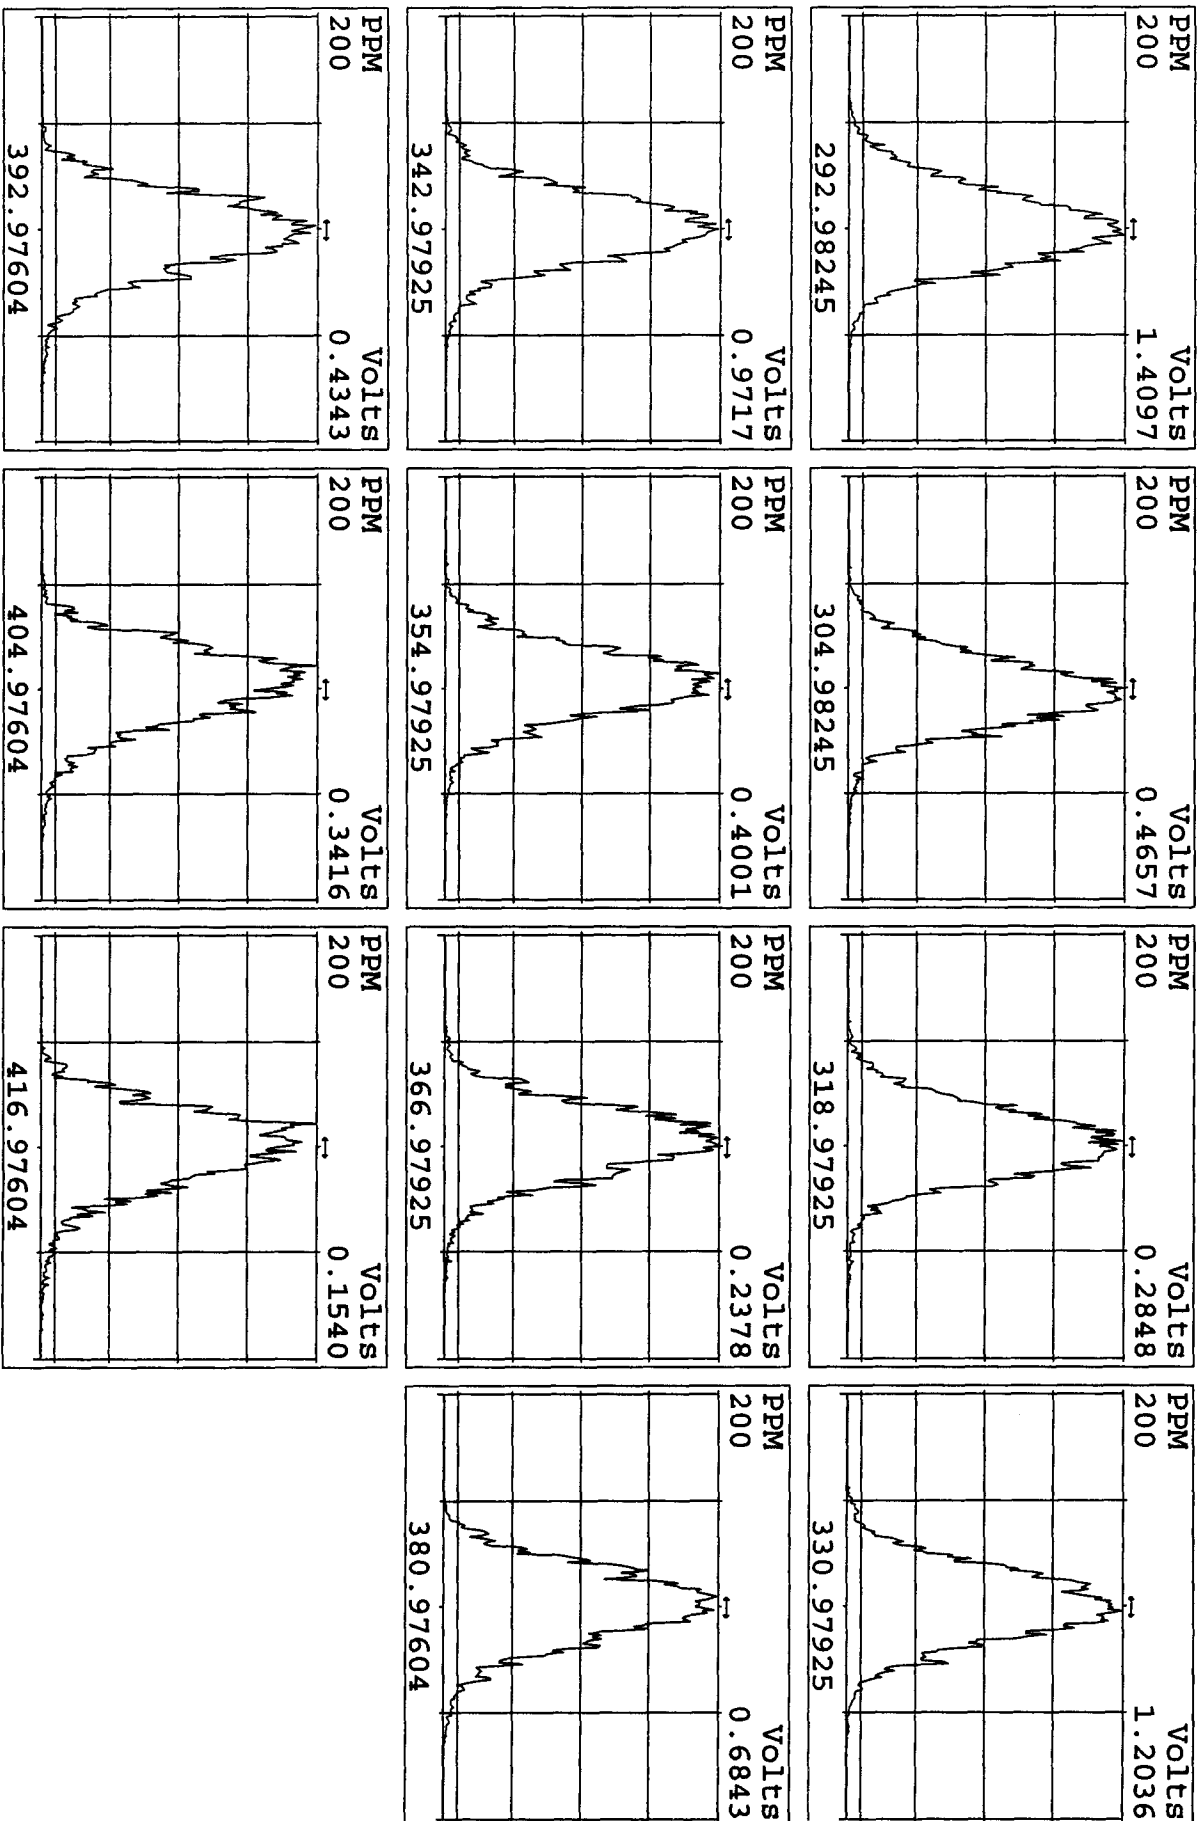 PPM Volts
200 1.4097
292.98245
PPM Volts
200 0.4657
304.98245
PPM Volts
200 0.2848
318.97925
PPM Volts
200 1.2036
330.97925
PPM Volts
200 0.9717
342.97925
PPM Volts
200 0.4001
354.97925
PPM Volts
200 0.2378
366.97925
PPM Volts
200 0.6843
380.97604
PPM Volts
200 0.4343
392.97604
PPM Volts
200 0.3416
404.97604
PPM Volts
200 0.1540
416.97604